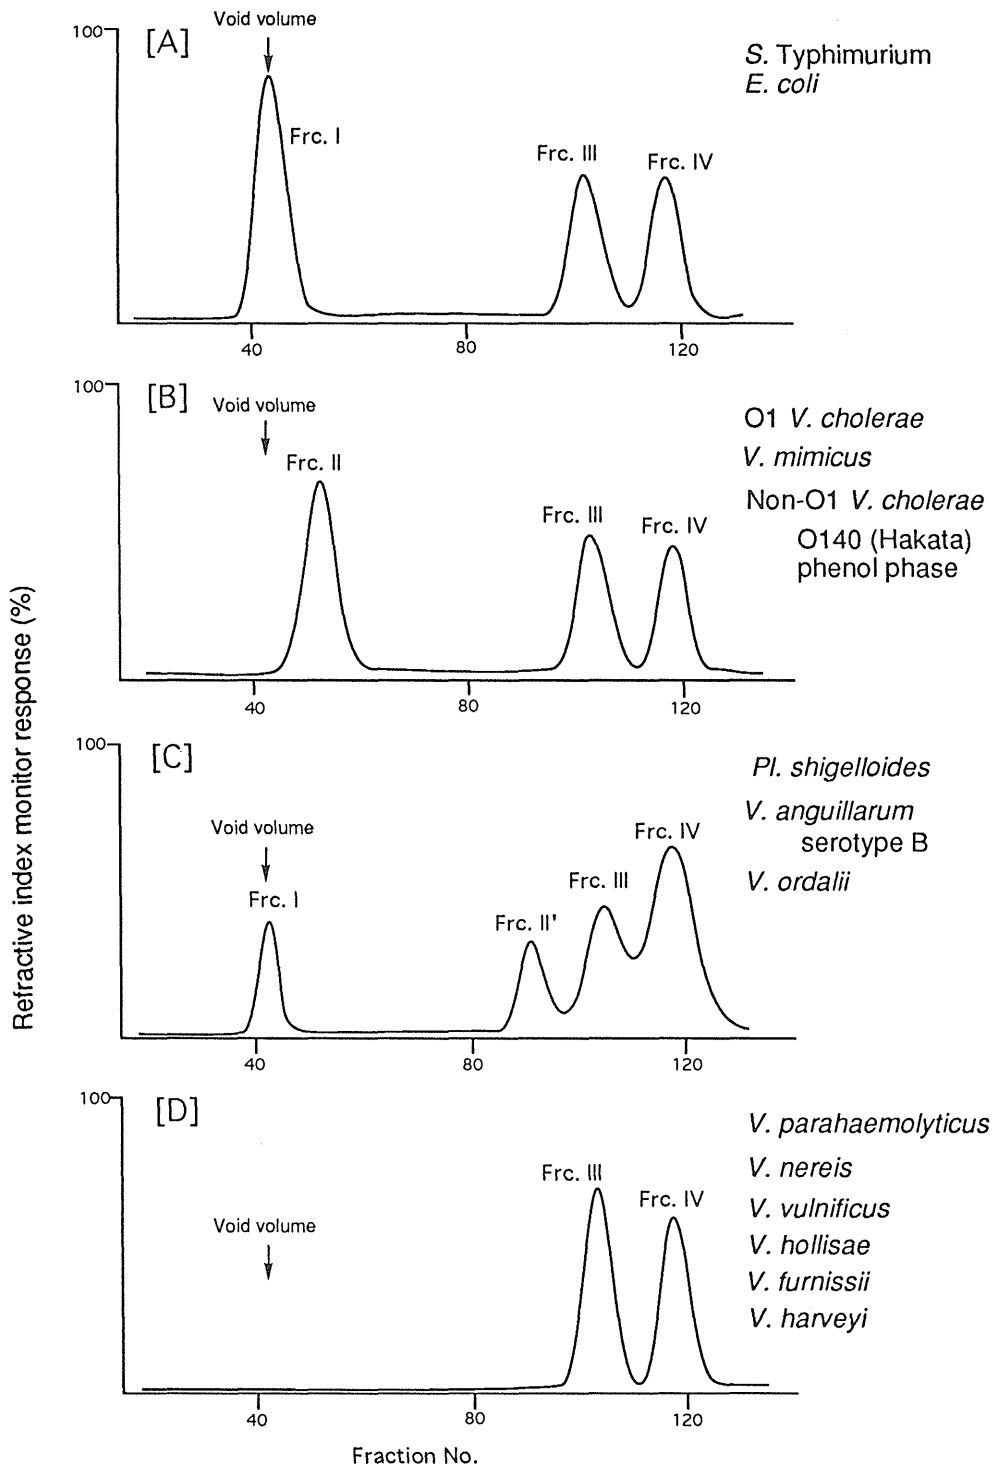 Refractive index monitor response (%)
Void volume
100
[A]
Frc. I
Frc. III
Frc. IV
S. Typhimurium
E. coli
40
80
120
100
[B]
Void volume
Frc. II
Frc. III
Frc. IV
O1 V. cholerae
V. mimicus
Non-O1 V. cholerae
O140 (Hakata)
phenol phase
40
80
120
100
[C]
Void volume
Frc. I
Frc. II'
Frc. III
Frc. IV
Pl. shigelloides
V. anguillarum
serotype B
V. ordalii
40
80
120
100
[D]
Void volume
Frc. III
Frc. IV
V. parahaemolyticus
V. nereis
V. vulnificus
V. hollisae
V. furnissii
V. harveyi
40
80
120
Fraction No.